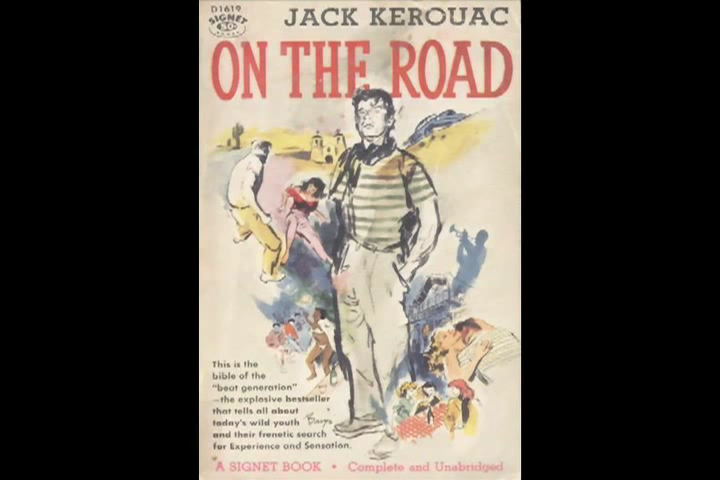 D1619
SIGNET
50¢
BOOKS
JACK KEROUAC
ON THE ROAD
This is the
bible of the
"beat generation"
—the explosive bestseller
that tells all about
today's wild youth
and their frenetic search
for Experience and Sensation.
A SIGNET BOOK • Complete and Unabridged